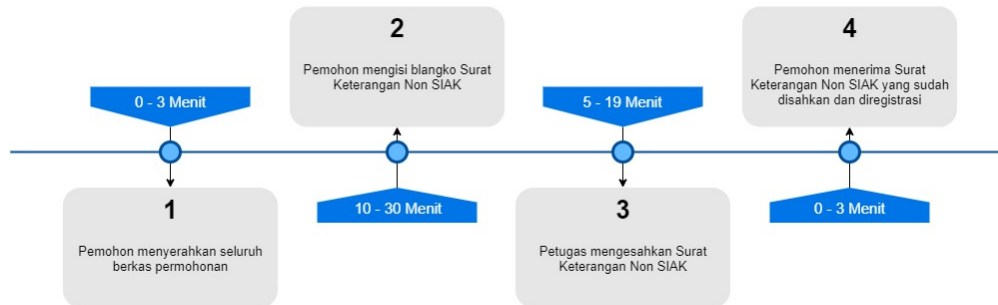 0 - 3 Menit
1
Pemohon menyerahkan seluruh
berkas permohonan
2
Pemohon mengisi blangko Surat
Keterangan Non SIAK
10 - 30 Menit
5 - 19 Menit
3
Petugas mengesahkan Surat
Keterangan Non SIAK
4
Pemohon menerima Surat
Keterangan Non SIAK yang sudah
disahkan dan diregistrasi
0 - 3 Menit